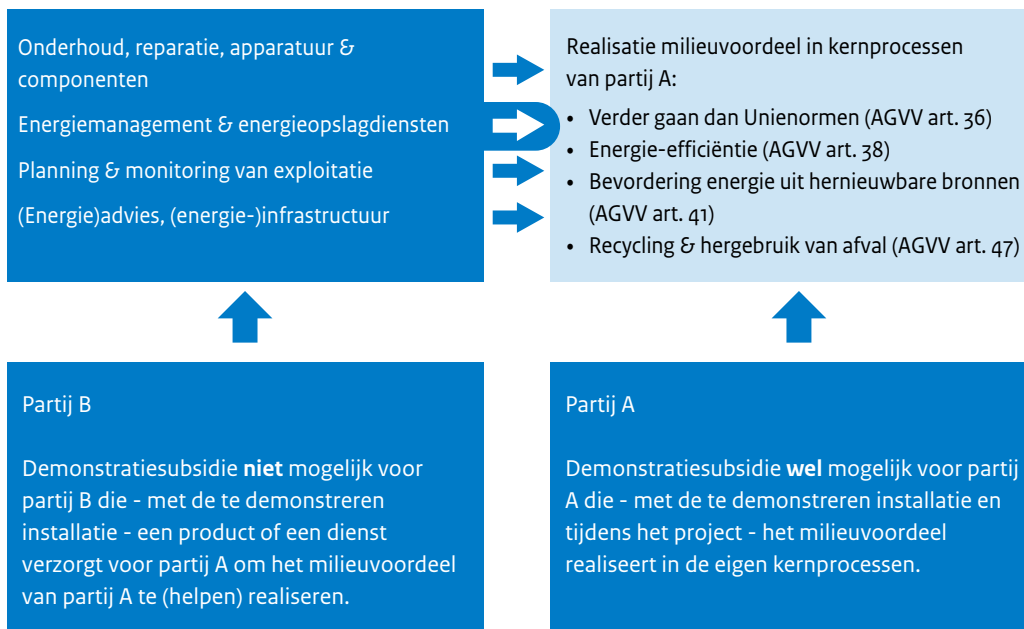 Onderhoud, reparatie, apparatuur &
componenten
Energiemanagement & energieopslagdiensten
Planning & monitoring van exploitatie
(Energie)advies, (energie-)infrastructuur
Realisatie milieuvoordeel in kernprocessen
van partij A:
• Verder gaan dan Unienormen (AGVV art. 36)
• Energie-efficiëntie (AGVV art. 38)
• Bevordering energie uit hernieuwbare bronnen
(AGVV art. 41)
• Recycling & hergebruik van afval (AGVV art. 47)
Partij B
Demonstratiesubsidie niet mogelijk voor
partij B die - met de te demonstreren
installatie - een product of een dienst
verzorgt voor partij A om het milieuvoordeel
van partij A te (helpen) realiseren.
Partij A
Demonstratiesubsidie wel mogelijk voor partij
A die - met de te demonstreren installatie en
tijdens het project - het milieuvoordeel
realiseert in de eigen kernprocessen.